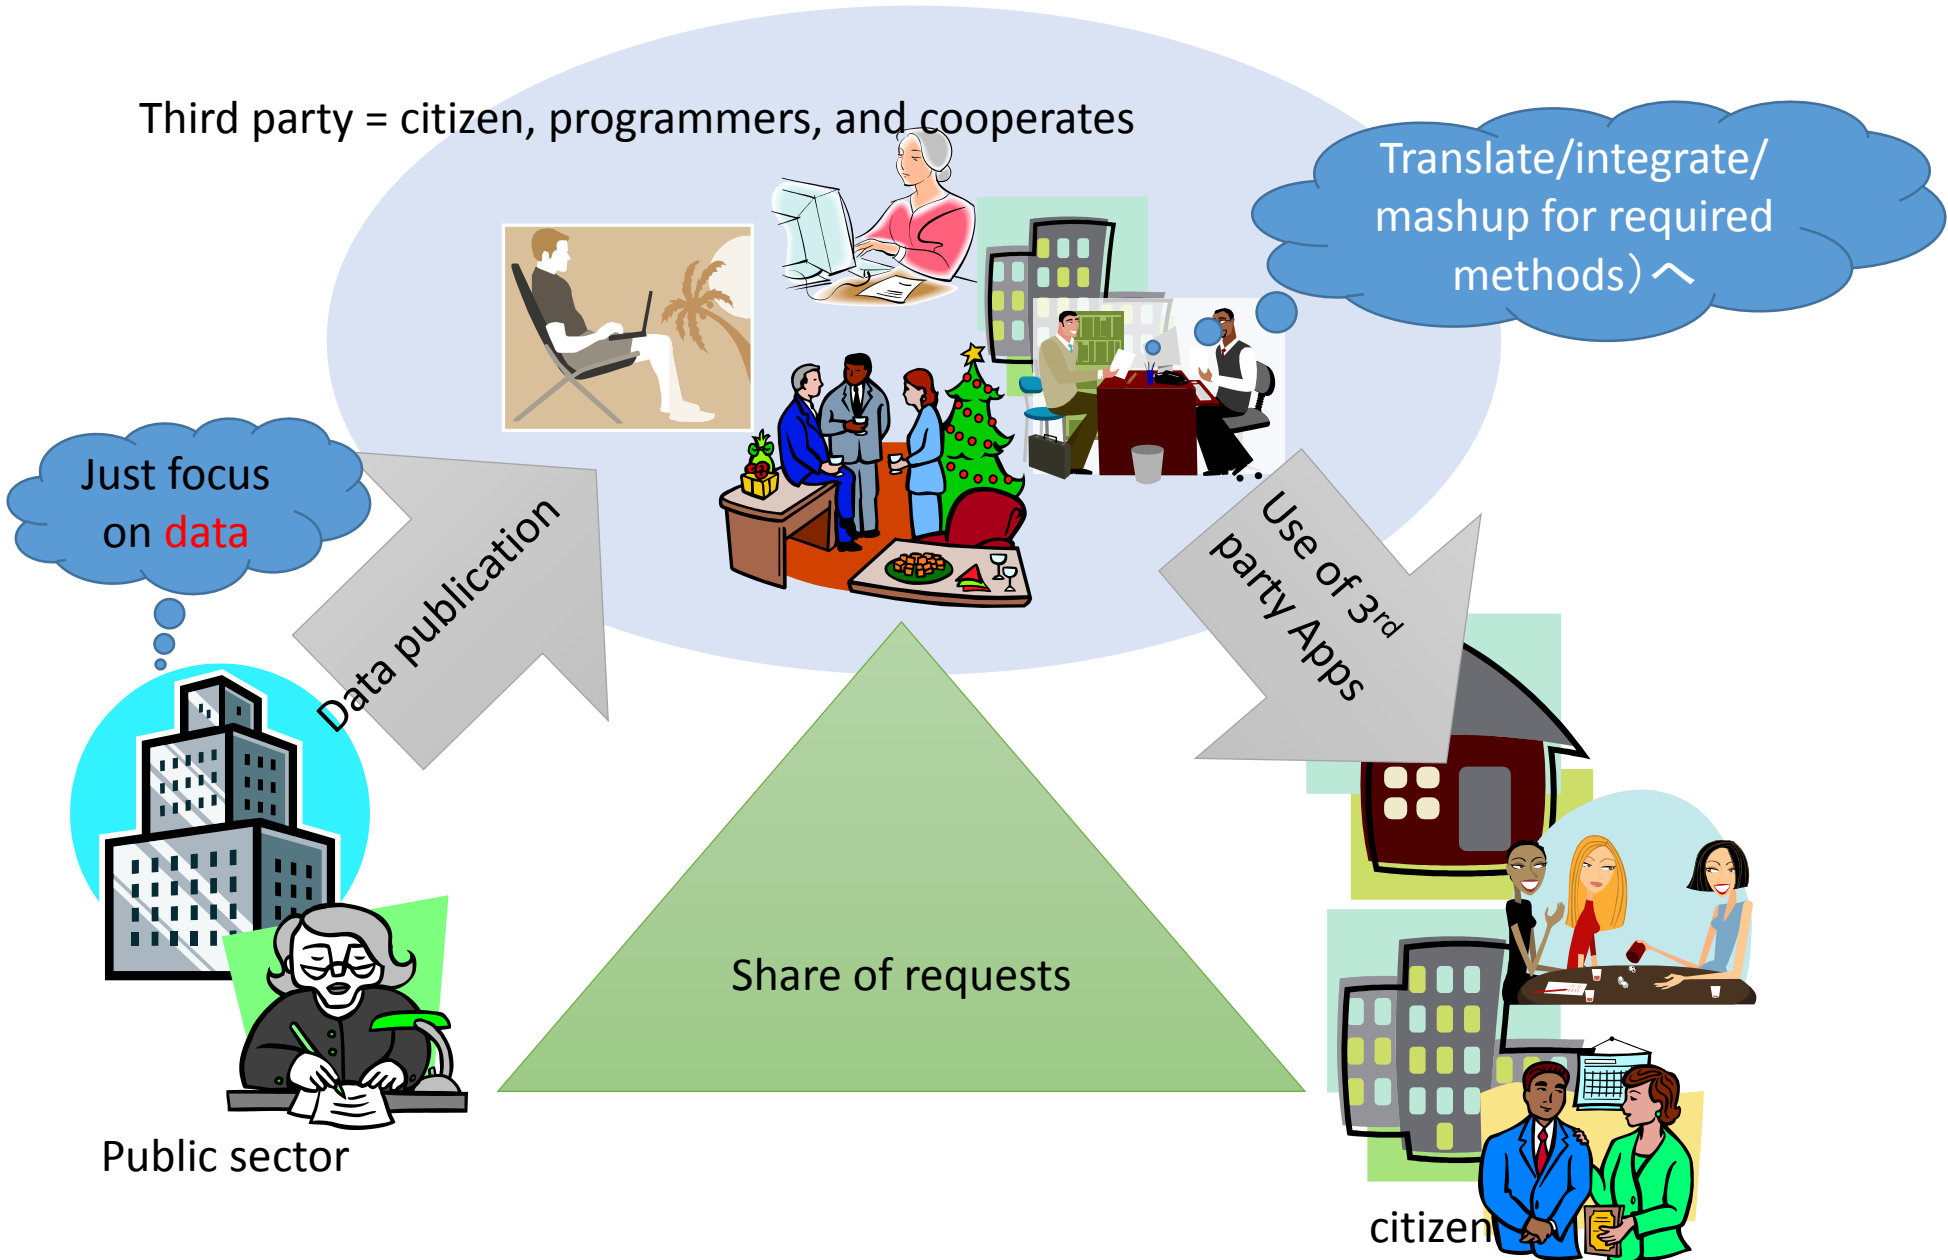 Third party = citizen, programmers, and cooperates
Translate/integrate/
mashup for required
methods）へ
Just focus
on data
Data publication
Use of 3rd
party Apps
Share of requests
Public sector
citizen